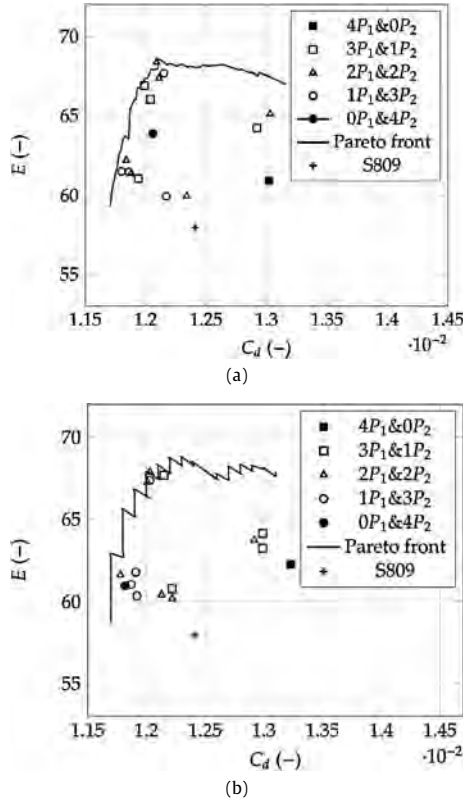 70
65
60
55
E (−)
4P₁&0P₂
3P₁&1P₂
2P₁&2P₂
1P₁&3P₂
0P₁&4P₂
Pareto front
S809
1.15 1.2 1.25 1.3 1.35 1.4 1.45
C_d (−)
·10⁻²
(a)
70
65
60
55
E (−)
4P₁&0P₂
3P₁&1P₂
2P₁&2P₂
1P₁&3P₂
0P₁&4P₂
Pareto front
S809
1.15 1.2 1.25 1.3 1.35 1.4 1.45
C_d (−)
·10⁻²
(b)